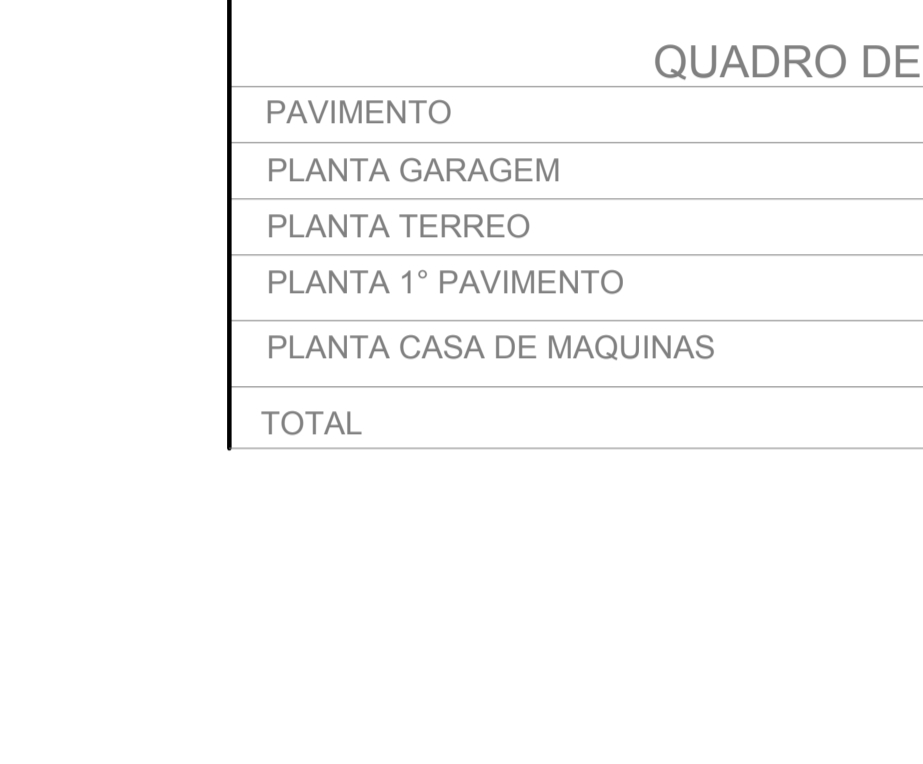 QUADRO DE
PAVIMENTO
PLANTA GARAGEM
PLANTA TERREO
PLANTA 1° PAVIMENTO
PLANTA CASA DE MAQUINAS
TOTAL